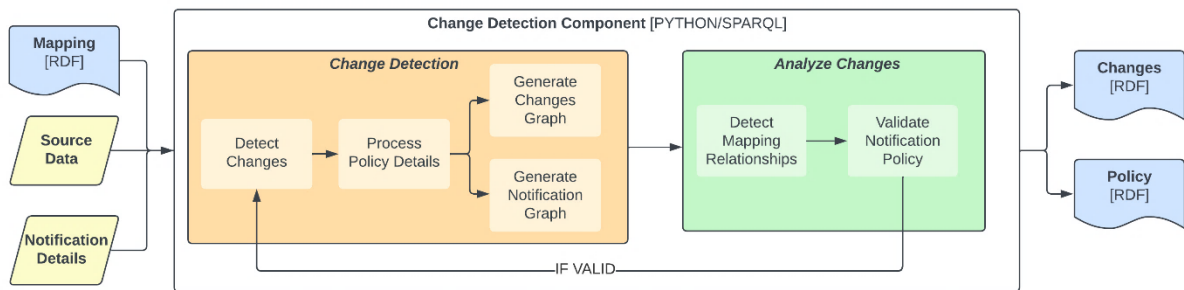 Change Detection Component [PYTHON/SPARQL]
Mapping
[RDF]
Source
Data
Notification
Details
Change Detection
Detect
Changes
Process
Policy Details
Generate
Changes
Graph
Generate
Notification
Graph
Analyze Changes
Detect
Mapping
Relationships
Validate
Notification
Policy
IF VALID
Changes
[RDF]
Policy
[RDF]